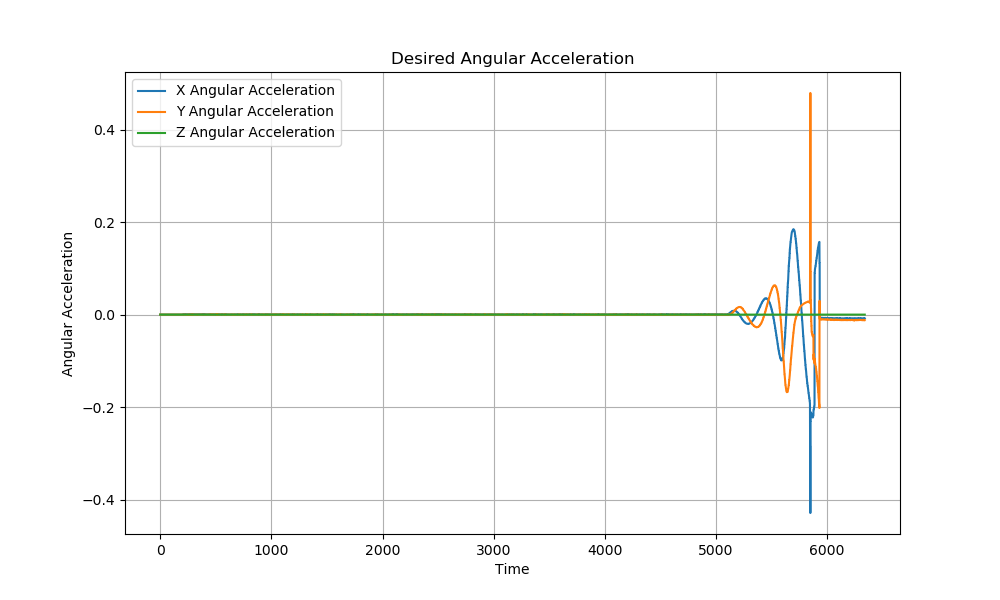 Desired Angular Acceleration
X Angular Acceleration
Y Angular Acceleration
Z Angular Acceleration
Angular Acceleration
0.4
0.2
0.0
−0.2
−0.4
0 1000 2000 3000 4000 5000 6000
Time